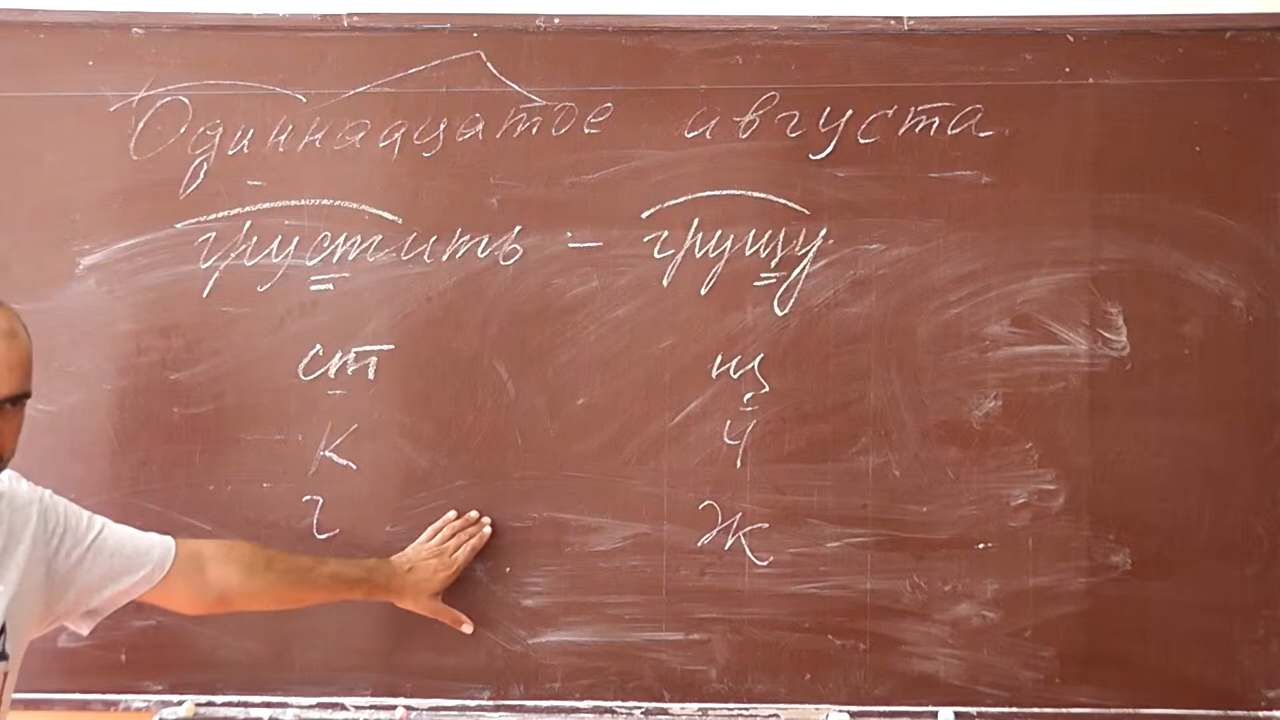 Одиннадцатое августа
грустить – грущу
ст щ
к ч
г ж